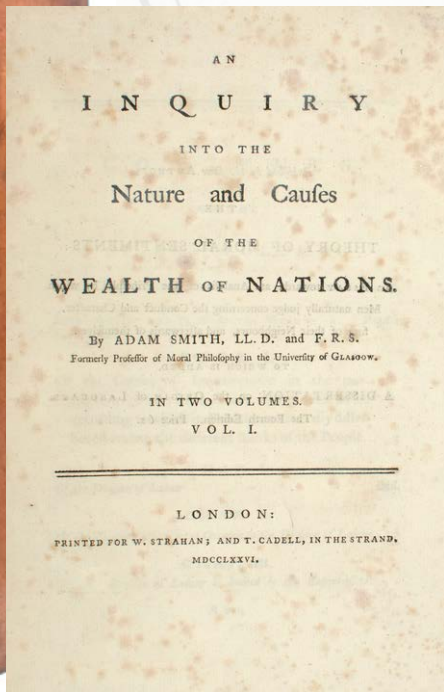 AN
INQUIRY
INTO THE
Nature and Cauſes
OF THE
WEALTH OF NATIONS.
By ADAM SMITH, LL. D. and F. R. S.
Formerly Profeſſor of Moral Philoſophy in the Univerſity of GLASGOW.
IN TWO VOLUMES.
VOL. I.
LONDON:
PRINTED FOR W. STRAHAN; AND T. CADELL, IN THE STRAND.
MDCCLXXVI.